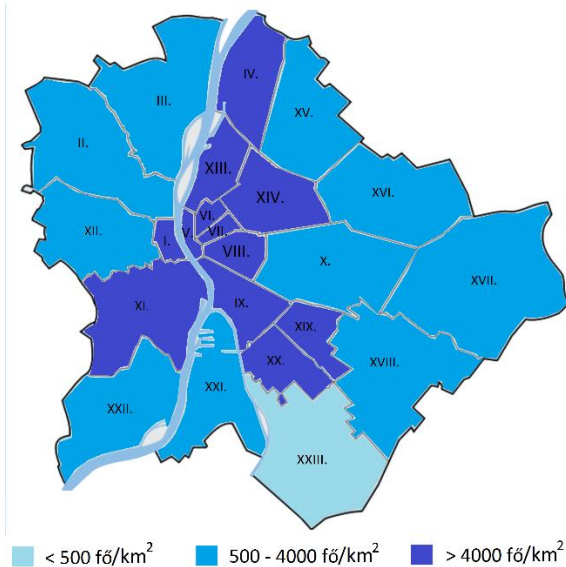 IV.
III.
XV.
II.
XIII.
XIV.
XVI.
VI.
XII.
I.
V.
VII.
VIII.
X.
XVII.
XI.
IX.
XIX.
XX.
XVIII.
XXII.
XXI.
XXIII.
< 500 fő/km²
500 - 4000 fő/km²
> 4000 fő/km²